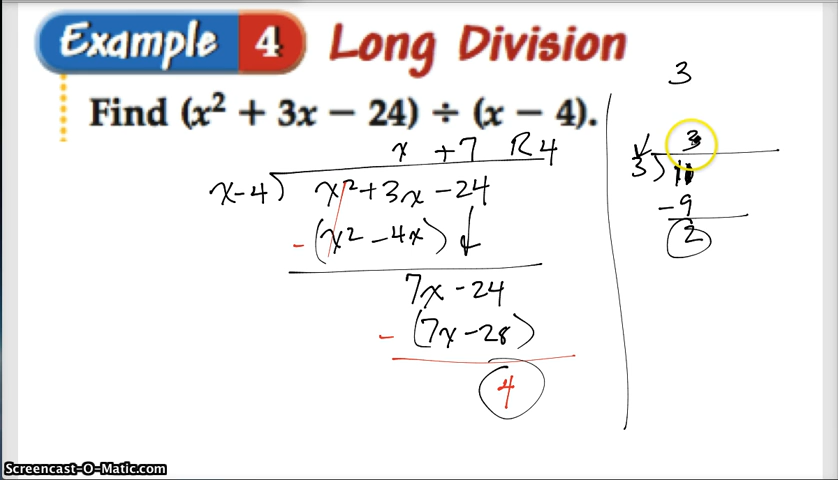 Example 4 Long Division
Find (x² + 3x − 24) ÷ (x − 4).
x + 7 R 4
x-4) x² + 3x - 24
- (x² - 4x)
7x - 24
- (7x - 28)
4
3
3
3) 11
- 9
2
Screencast-O-Matic.com